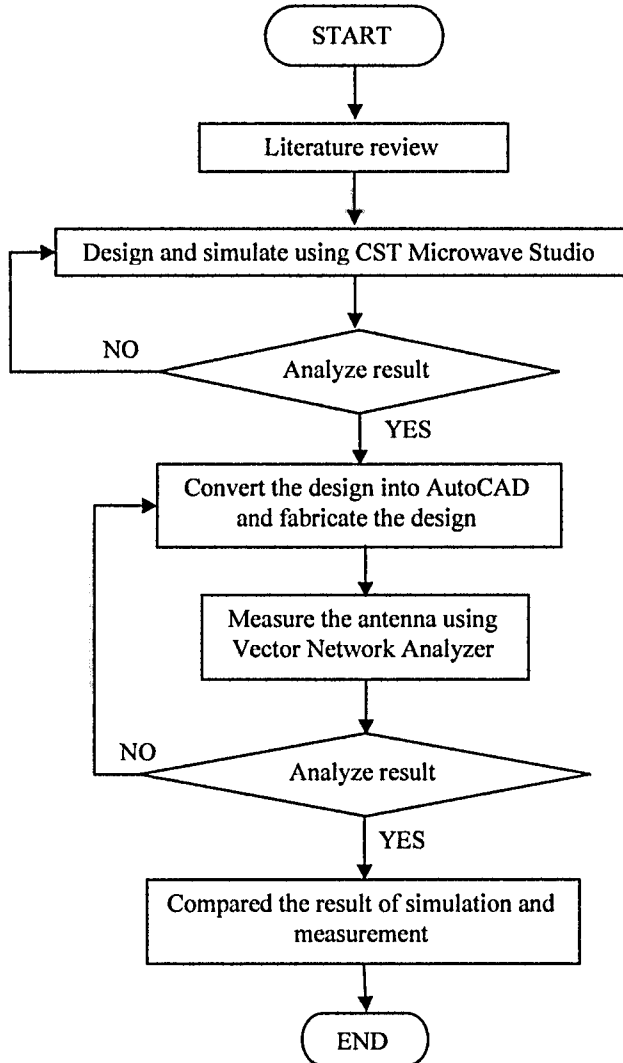 START
Literature review
Design and simulate using CST Microwave Studio
NO
Analyze result
YES
Convert the design into AutoCAD
and fabricate the design
Measure the antenna using
Vector Network Analyzer
NO
Analyze result
YES
Compared the result of simulation and
measurement
END